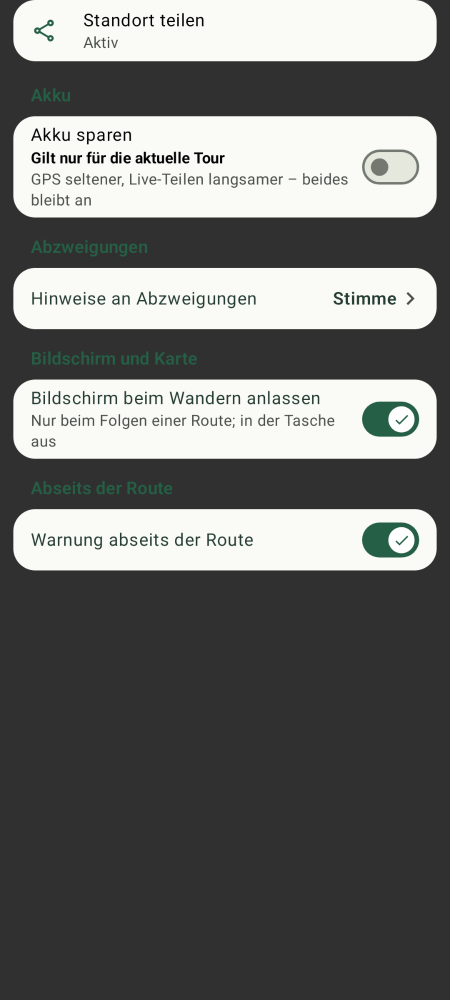 Standort teilen
Aktiv
Akku
Akku sparen
Gilt nur für die aktuelle Tour
GPS seltener, Live-Teilen langsamer – beides
bleibt an
Abzweigungen
Hinweise an Abzweigungen Stimme
Bildschirm und Karte
Bildschirm beim Wandern anlassen
Nur beim Folgen einer Route; in der Tasche
aus
Abseits der Route
Warnung abseits der Route